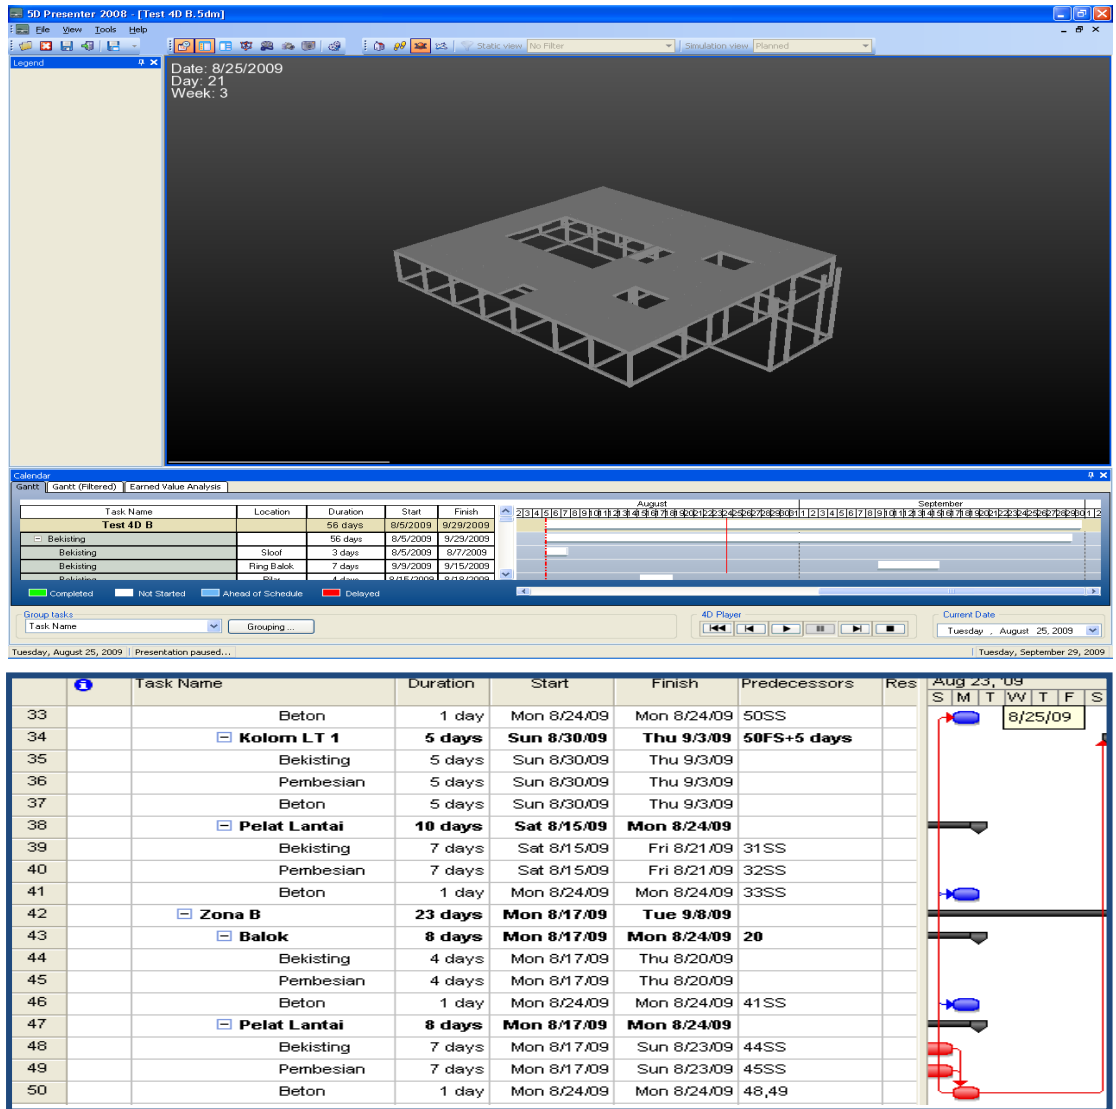 5D Presenter 2008 - [Test 4D B.5dm]
File View Tools Help
Static view No Filter Simulation view Planned
Legend
Date: 8/25/2009
Day: 21
Week: 3
Calendar
Gantt Gantt (Filtered) Earned Value Analysis
August September
Task Name Location Duration Start Finish
Test 4D B 56 days 8/5/2009 9/29/2009
Bekisting 56 days 8/5/2009 9/29/2009
Bekisting Sloof 3 days 8/5/2009 8/7/2009
Bekisting Ring Balok 7 days 9/9/2009 9/15/2009
Bekisting Pilar 4 days 8/15/2009 8/18/2009
Completed Not Started Ahead of Schedule Delayed
Group tasks 4D Player Current Date
Task Name Grouping ... Tuesday , August 25, 2009
Tuesday, August 25, 2009 Presentation paused... Tuesday, September 29, 2009
Task Name Duration Start Finish Predecessors Res Aug 23, '09
S M T W T F S
33 Beton 1 day Mon 8/24/09 Mon 8/24/09 50SS 8/25/09
34 Kolom LT 1 5 days Sun 8/30/09 Thu 9/3/09 50FS+5 days
35 Bekisting 5 days Sun 8/30/09 Thu 9/3/09
36 Pembesian 5 days Sun 8/30/09 Thu 9/3/09
37 Beton 5 days Sun 8/30/09 Thu 9/3/09
38 Pelat Lantai 10 days Sat 8/15/09 Mon 8/24/09
39 Bekisting 7 days Sat 8/15/09 Fri 8/21/09 31SS
40 Pembesian 7 days Sat 8/15/09 Fri 8/21/09 32SS
41 Beton 1 day Mon 8/24/09 Mon 8/24/09 33SS
42 Zona B 23 days Mon 8/17/09 Tue 9/8/09
43 Balok 8 days Mon 8/17/09 Mon 8/24/09 20
44 Bekisting 4 days Mon 8/17/09 Thu 8/20/09
45 Pembesian 4 days Mon 8/17/09 Thu 8/20/09
46 Beton 1 day Mon 8/24/09 Mon 8/24/09 41SS
47 Pelat Lantai 8 days Mon 8/17/09 Mon 8/24/09
48 Bekisting 7 days Mon 8/17/09 Sun 8/23/09 44SS
49 Pembesian 7 days Mon 8/17/09 Sun 8/23/09 45SS
50 Beton 1 day Mon 8/24/09 Mon 8/24/09 48,49